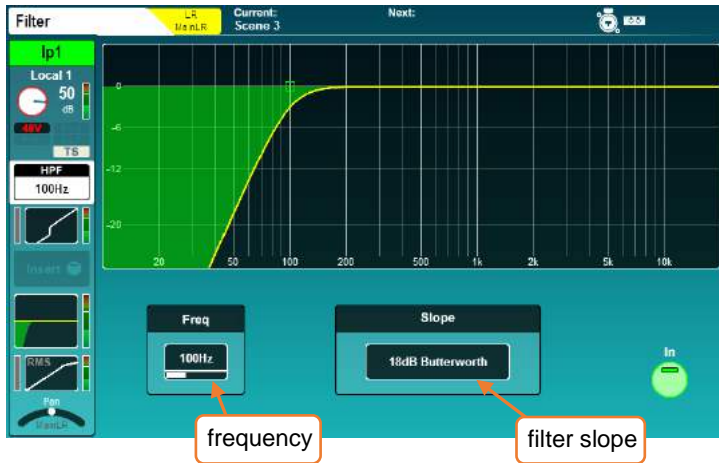 Filter
LR
MainLR
Current:
Scene 3
Next:
Ip1
Local 1
50
dB
48V
TS
HPF
100Hz
Insert
RMS
Pan
MainLR
0
-6
-12
-20
20 50 100 200 500 1k 2k 5k 10k
Freq
100Hz
Slope
18dB Butterworth
In
frequency
filter slope